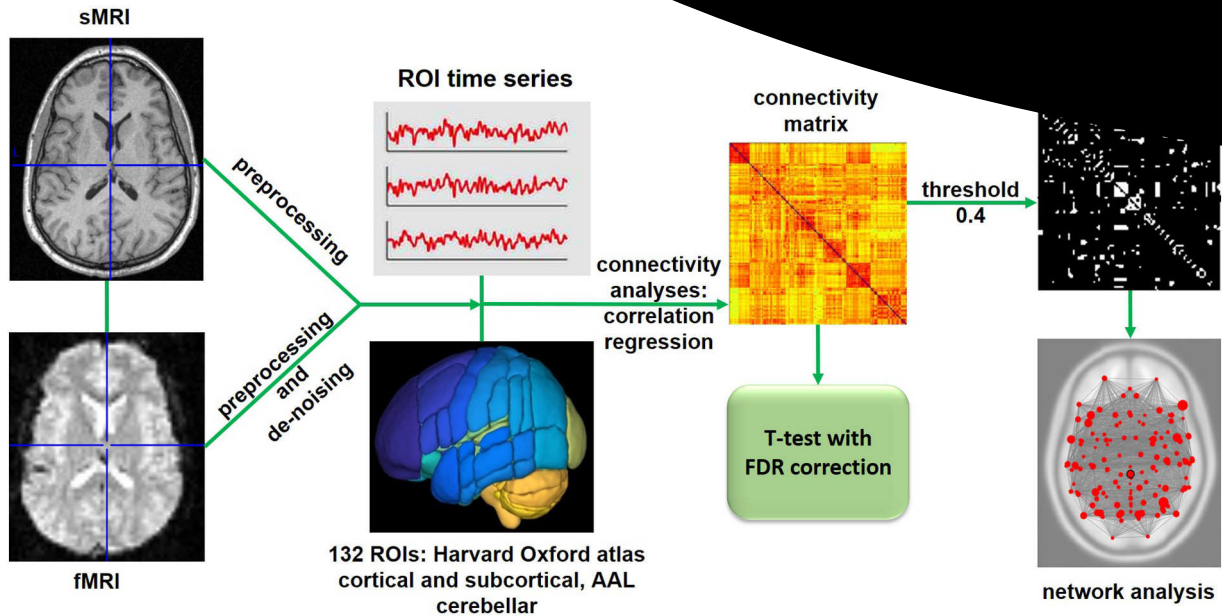 sMRI
preprocessing
preprocessing
and
de-noising
fMRI
ROI time series
132 ROIs: Harvard Oxford atlas
cortical and subcortical, AAL
cerebellar
connectivity
analyses:
correlation
regression
connectivity
matrix
T-test with
FDR correction
threshold
0.4
network analysis